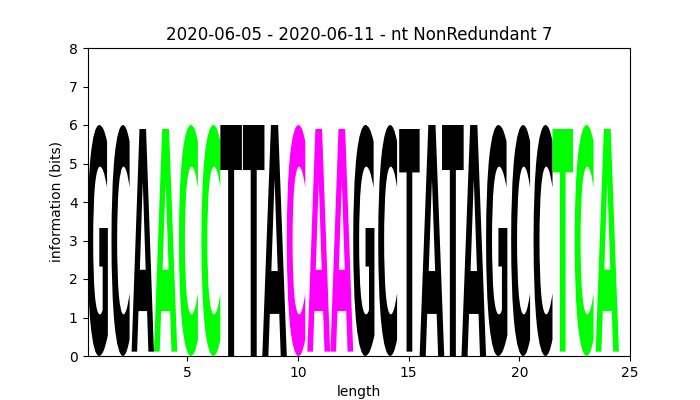 2020-06-05 - 2020-06-11 - nt NonRedundant 7
8
7
6
5
4
3
2
1
0
information (bits)
GCAACCTTACAAGCTATAGCCTCA
5 10 15 20 25
length